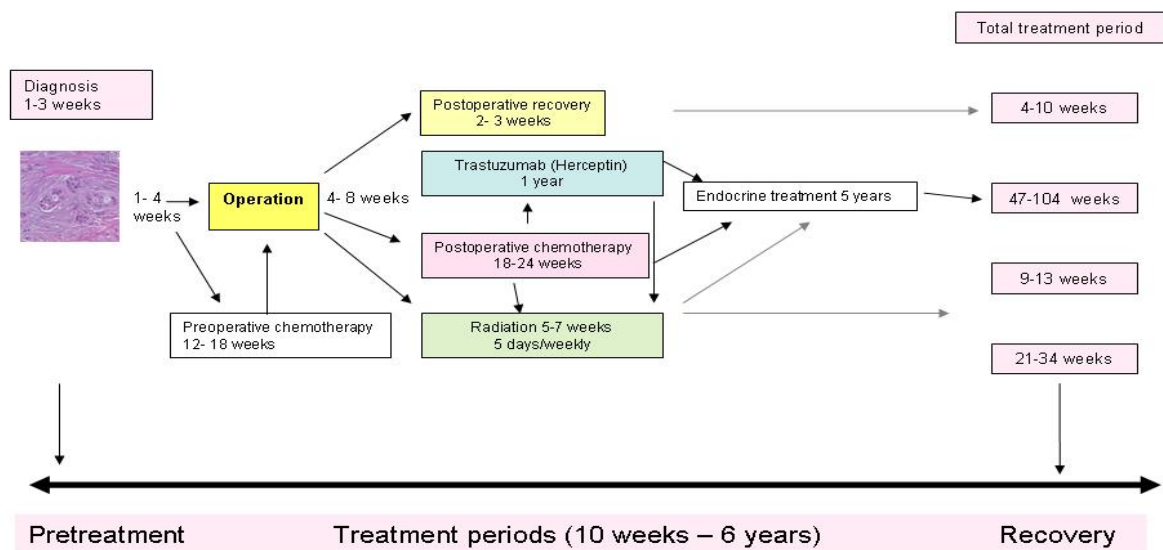 Total treatment period
Diagnosis
1-3 weeks
Postoperative recovery
2- 3 weeks
4-10 weeks
Trastuzumab (Herceptin)
1 year
1- 4
weeks
Operation
4- 8 weeks
Endocrine treatment 5 years
47-104 weeks
Postoperative chemotherapy
18-24 weeks
9-13 weeks
Preoperative chemotherapy
12- 18 weeks
Radiation 5-7 weeks
5 days/weekly
21-34 weeks
Pretreatment
Treatment periods (10 weeks – 6 years)
Recovery